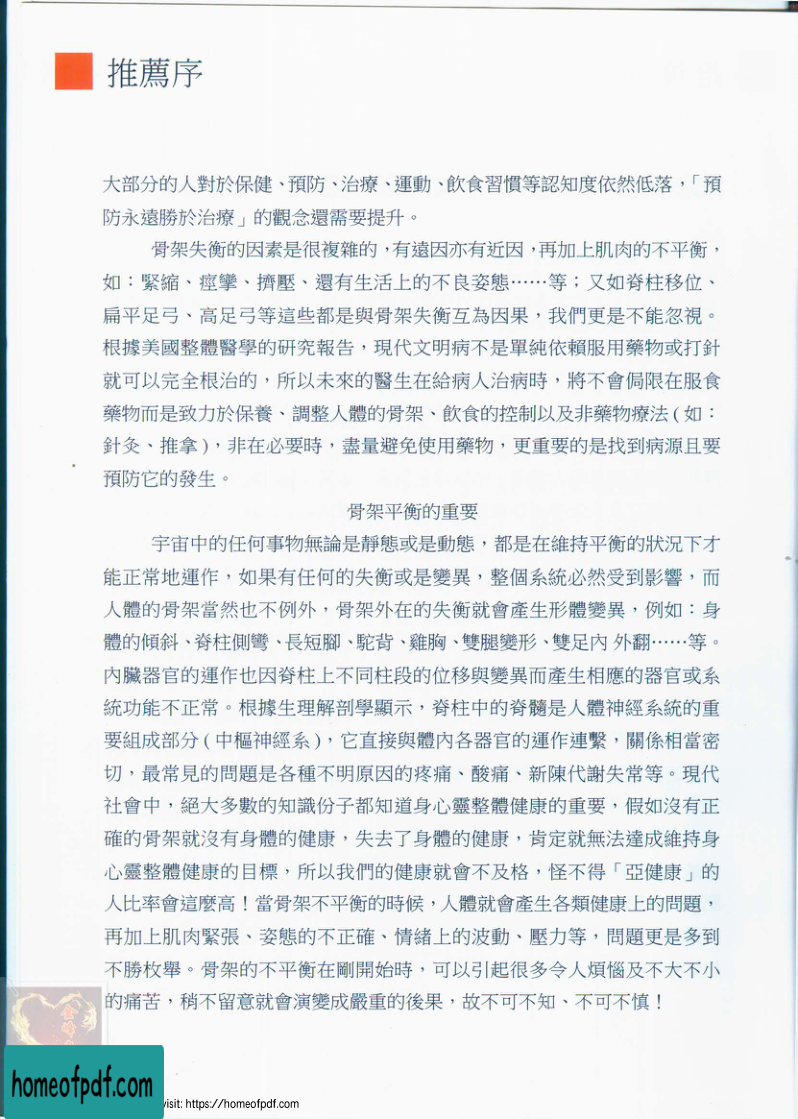 推薦序
大部分的人對於保健、預防、治療、運動、飲食習慣等認知度依然低落，「預
防永遠勝於治療」的觀念還需要提升。
骨架失衡的因素是很複雜的，有遠因亦有近因，再加上肌肉的不平衡，
如：緊縮、痙攣、擠壓、還有生活上的不良姿態……等；又如脊柱移位、
扁平足弓、高足弓等這些都是與骨架失衡互為因果，我們更是不能忽視。
根據美國整體醫學的研究報告，現代文明病不是單純依賴服用藥物或打針
就可以完全根治的，所以未來的醫生在給病人治病時，將不會侷限在服食
藥物而是致力於保養、調整人體的骨架、飲食的控制以及非藥物療法(如：
針灸、推拿)，非在必要時，盡量避免使用藥物，更重要的是找到病源且要
預防它的發生。
骨架平衡的重要
宇宙中的任何事物無論是靜態或是動態，都是在維持平衡的狀況下才
能正常地運作，如果有任何的失衡或是變異，整個系統必然受到影響，而
人體的骨架當然也不例外，骨架外在的失衡就會產生形體變異，例如：身
體的傾斜、脊柱側彎、長短腳、駝背、雞胸、雙腿變形、雙足內 外翻……等。
內臟器官的運作也因脊柱上不同柱段的位移與變異而產生相應的器官或系
統功能不正常。根據生理解剖學顯示，脊柱中的脊髓是人體神經系統的重
要組成部分(中樞神經系)，它直接與體內各器官的運作連繫，關係相當密
切，最常見的問題是各種不明原因的疼痛、酸痛、新陳代謝失常等。現代
社會中，絕大多數的知識份子都知道身心靈整體健康的重要，假如沒有正
確的骨架就沒有身體的健康，失去了身體的健康，肯定就無法達成維持身
心靈整體健康的目標，所以我們的健康就會不及格，怪不得「亞健康」的
人比率會這麼高！當骨架不平衡的時候，人體就會產生各類健康上的問題，
再加上肌肉緊張、姿態的不正確、情緒上的波動、壓力等，問題更是多到
不勝枚舉。骨架的不平衡在剛開始時，可以引起很多令人煩惱及不大不小
的痛苦，稍不留意就會演變成嚴重的後果，故不可不知、不可不慎！
homeofpdf.com
visit: https://homeofpdf.com